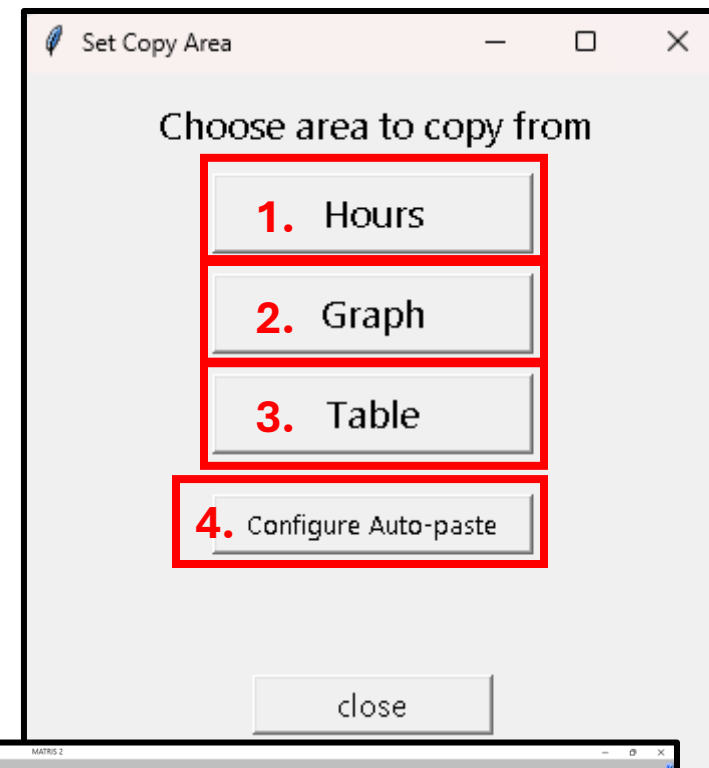 Set Copy Area
Choose area to copy from
1. Hours
2. Graph
3. Table
4. Configure Auto-paste
close
MATRIS 2